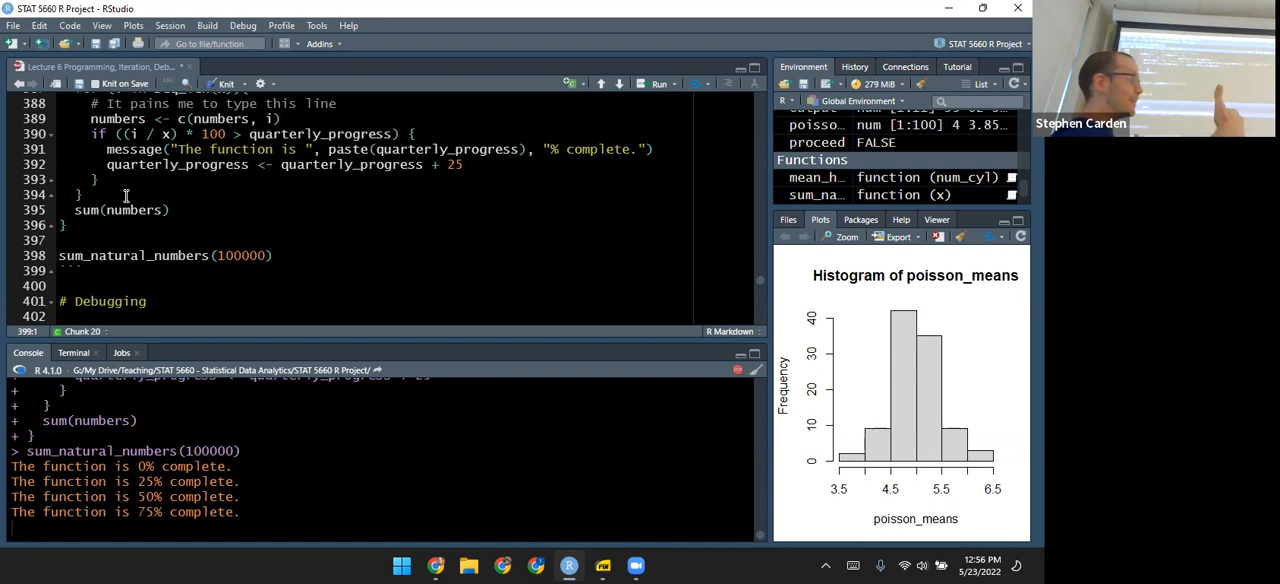 STAT 5660 R Project - RStudio
File Edit Code View Plots Session Build Debug Profile Tools Help
Go to file/function Addins
STAT 5660 R Project
Lecture 6 Programming, Iteration, Deb...
Knit on Save Knit Run
388 # It pains me to type this line
389 numbers <- c(numbers, i)
390 if ((i / x) * 100 > quarterly_progress) {
391 message("The function is ", paste(quarterly_progress), "% complete.")
392 quarterly_progress <- quarterly_progress + 25
393 }
394 }
395 sum(numbers)
396 }
397
398 sum_natural_numbers(100000)
399 ```
400
401 # Debugging
402
399:1 Chunk 20 R Markdown
Console Terminal Jobs
R 4.1.0 · G:/My Drive/Teaching/STAT 5660 - Statistical Data Analytics/STAT 5660 R Project/
+ }
+ }
+ sum(numbers)
+ }
> sum_natural_numbers(100000)
The function is 0% complete.
The function is 25% complete.
The function is 50% complete.
The function is 75% complete.
Environment History Connections Tutorial
279 MiB List
R Global Environment
poisso... num [1:100] 4 3.85...
proceed FALSE
Functions
mean_h... function (num_cyl)
sum_na... function (x)
Files Plots Packages Help Viewer
Zoom Export
Histogram of poisson_means
Frequency
40
30
20
10
0
3.5 4.5 5.5 6.5
poisson_means
Stephen Carden
12:56 PM
5/23/2022